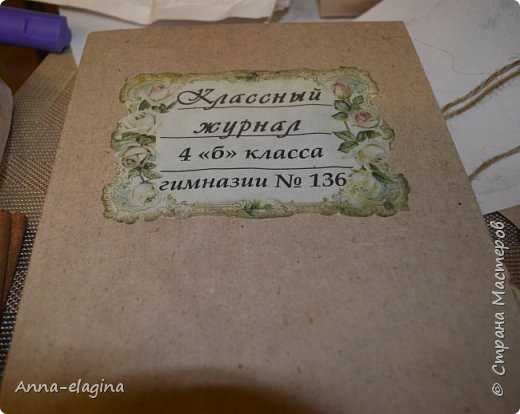 Классный
журнал
4 «б» класса
гимназии № 136
Anna-elagina
© Страна Мастеров